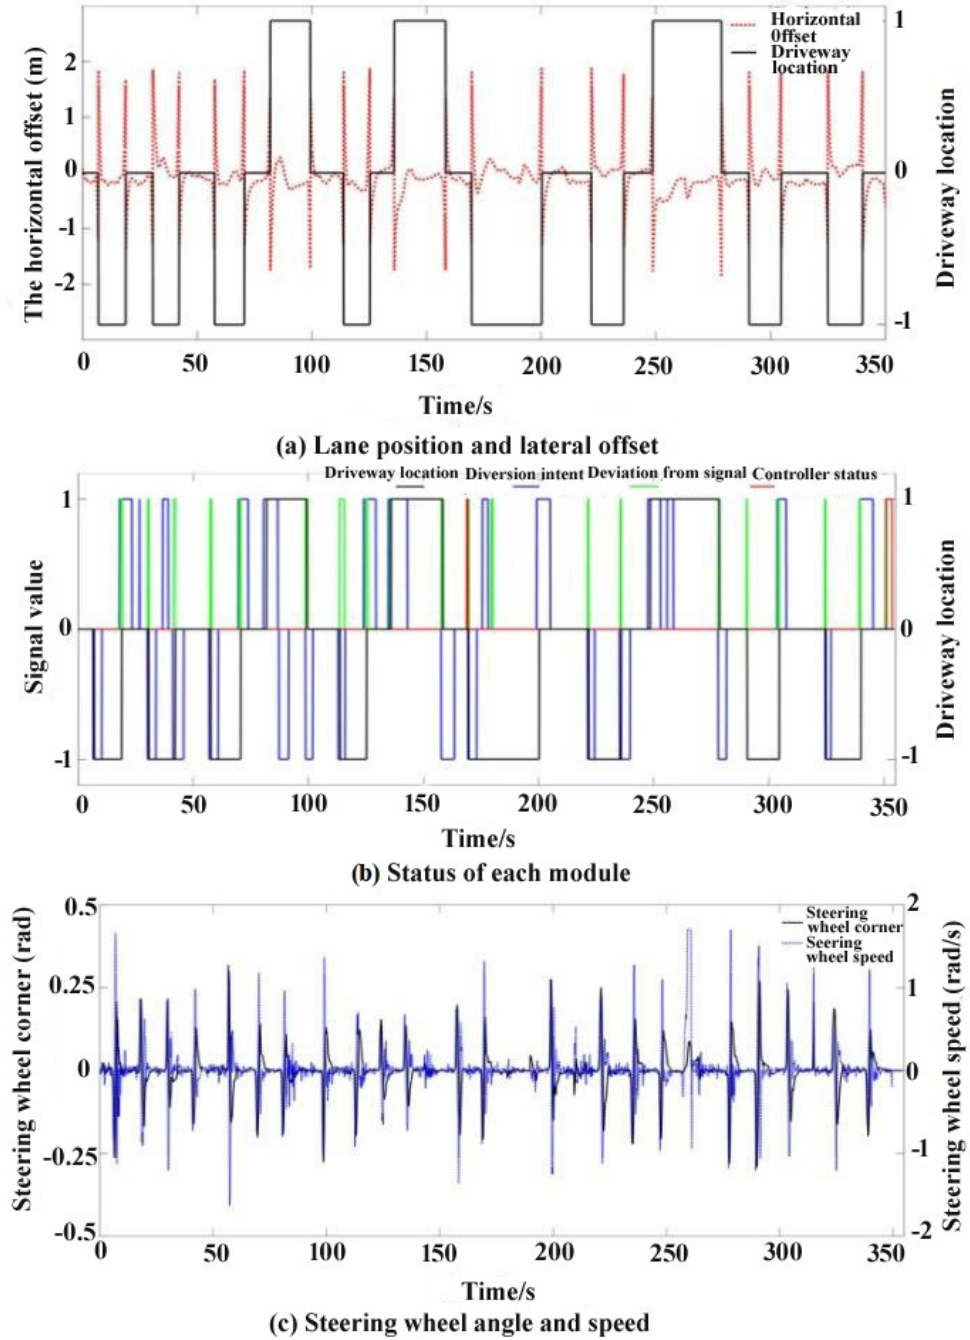 Horizontal
0ffset
Driveway
location
The horizontal offset (m)
2
1
0
-1
-2
1
0
-1
Driveway location
0 50 100 150 200 250 300 350
Time/s
(a) Lane position and lateral offset
Driveway location Diversion intent Deviation from signal Controller status
Signal value
1
0
-1
1
0
-1
Driveway location
0 50 100 150 200 250 300 350
Time/s
(b) Status of each module
Steering
wheel corner
Seering
wheel speed
Steering wheel corner (rad)
0.5
0.25
0
-0.25
-0.5
2
1
0
-1
-2
Steering wheel speed (rad/s)
0 50 100 150 200 250 300 350
Time/s
(c) Steering wheel angle and speed